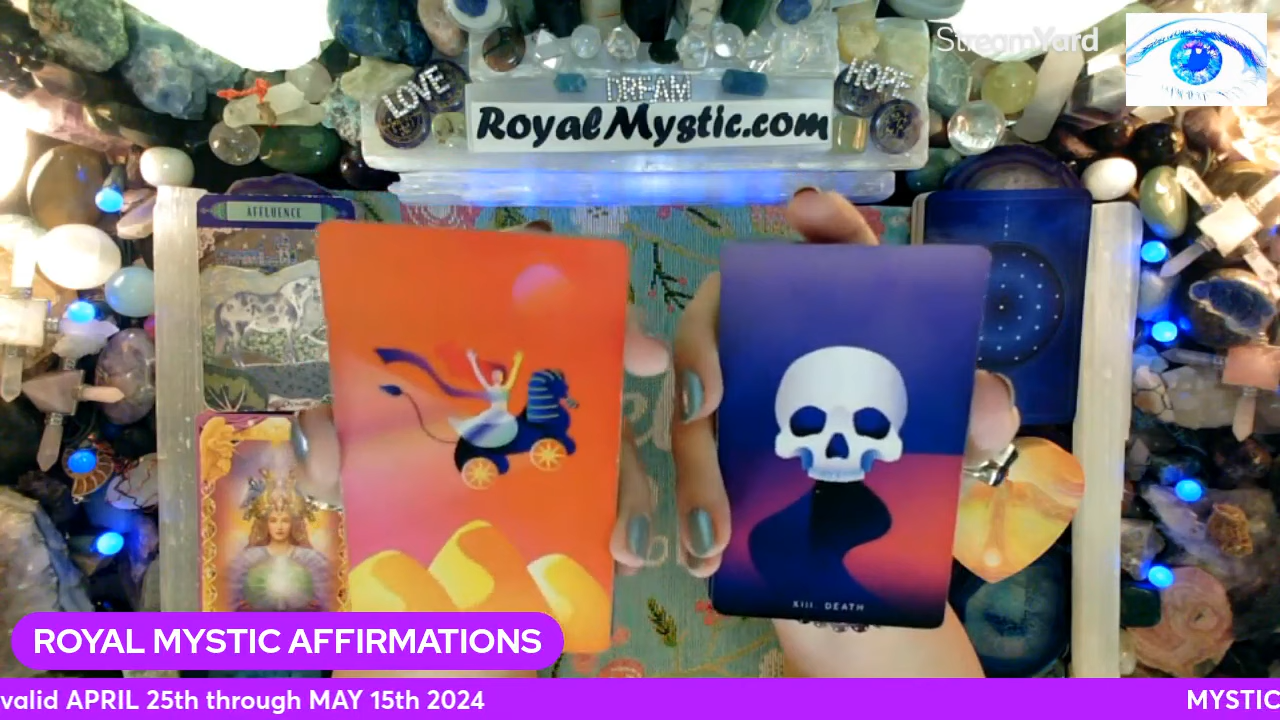 StreamYard
LOVE
DREAM
HOPE
RoyalMystic.com
AFFLUENCE
XIII. DEATH
ROYAL MYSTIC AFFIRMATIONS
valid APRIL 25th through MAY 15th 2024
MYSTIC